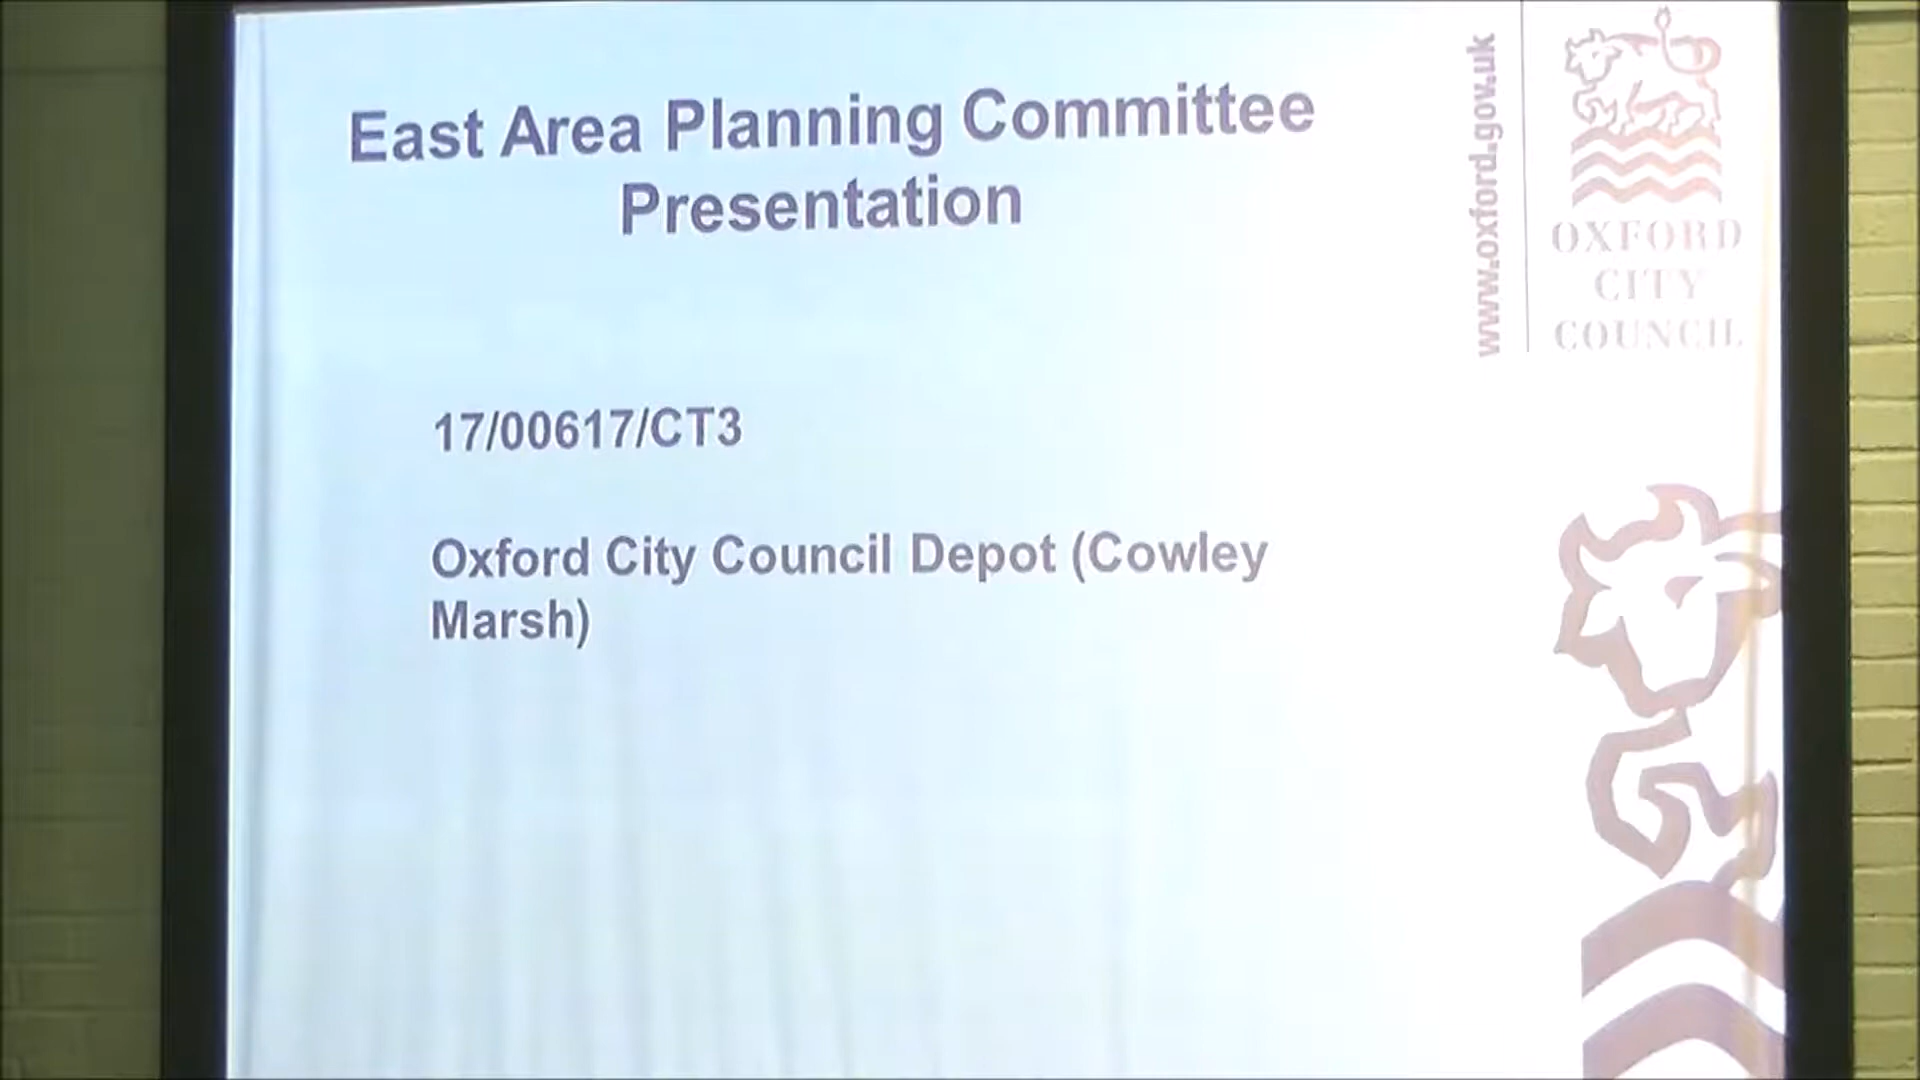 East Area Planning Committee
Presentation
17/00617/CT3
Oxford City Council Depot (Cowley
Marsh)
www.oxford.gov.uk
OXFORD
CITY
COUNCIL